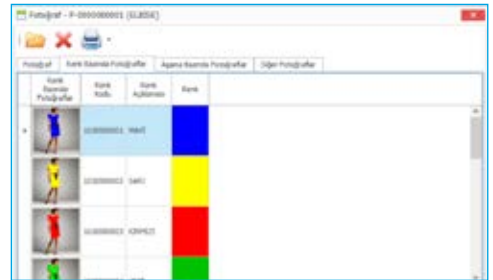 Fotoğraf - P-0000000001 (ELBİSE)
Fotoğraf Renk Bazında Fotoğraflar Aşama Bazında Fotoğraflar Diğer Fotoğraflar
Renk Bazında Fotoğraflar Renk Kodu Renk Açıklaması Renk
MAVİ
SARI
KIRMIZI